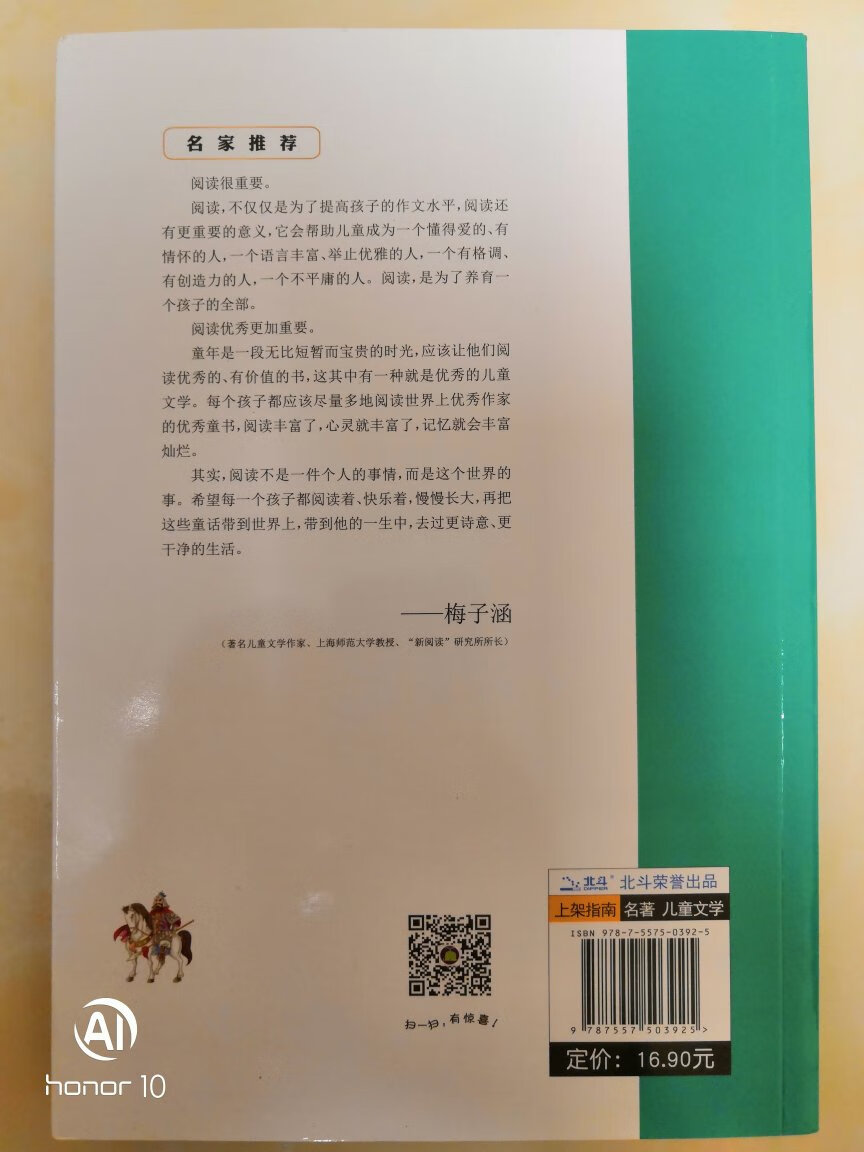 名家推荐
阅读很重要。
阅读,不仅仅是为了提高孩子的作文水平,阅读还
有更重要的意义,它会帮助儿童成为一个懂得爱的、有
情怀的人,一个语言丰富、举止优雅的人,一个有格调、
有创造力的人,一个不平庸的人。阅读,是为了养育一
个孩子的全部。
阅读优秀更加重要。
童年是一段无比短暂而宝贵的时光,应该让他们阅
读优秀的、有价值的书,这其中有一种就是优秀的儿童
文学。每个孩子都应该尽量多地阅读世界上优秀作家
的优秀童书,阅读丰富了,心灵就丰富了,记忆就会丰富
灿烂。
其实,阅读不是一件个人的事情,而是这个世界的
事。希望每一个孩子都阅读着、快乐着,慢慢长大,再把
这些童话带到世界上,带到他的一生中,去过更诗意、更
干净的生活。
——梅子涵
(著名儿童文学作家、上海师范大学教授、“新阅读”研究所所长)
北斗® 北斗荣誉出品
DIPPER
上架指南 名著 儿童文学
ISBN 978-7-5575-0392-5
9 787557 503925 >
定价: 16.90元
扫一扫,有惊喜!
AI
honor 10